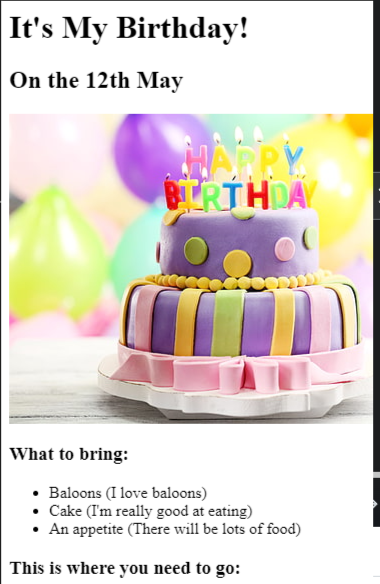 It's My Birthday!
On the 12th May
HAPPY
BIRTHDAY
What to bring:
Baloons (I love baloons)
Cake (I'm really good at eating)
An appetite (There will be lots of food)
This is where you need to go: